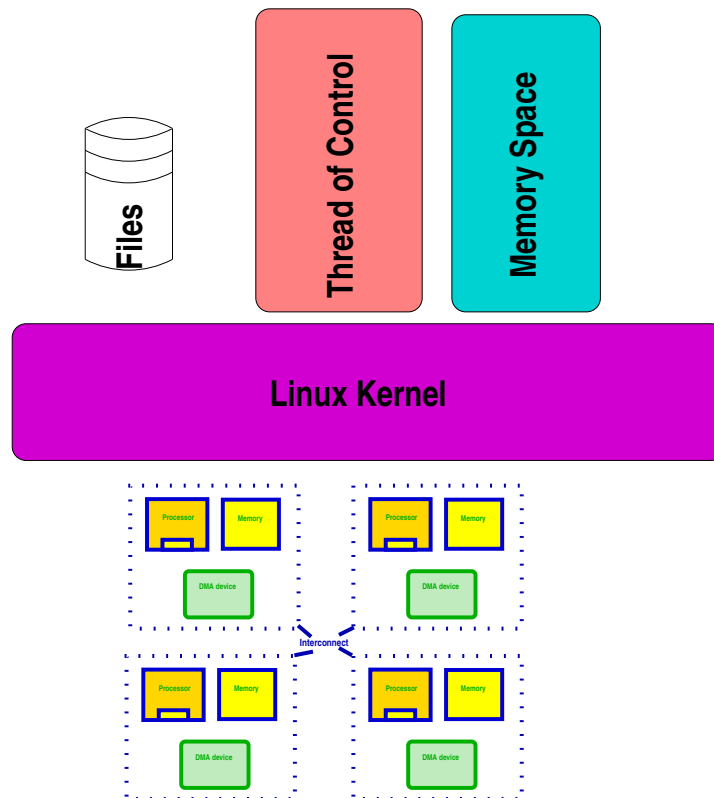 Files
Thread of Control
Memory Space
Linux Kernel
Processor
Memory
DMA device
Processor
Memory
DMA device
Interconnect
Processor
Memory
DMA device
Processor
Memory
DMA device